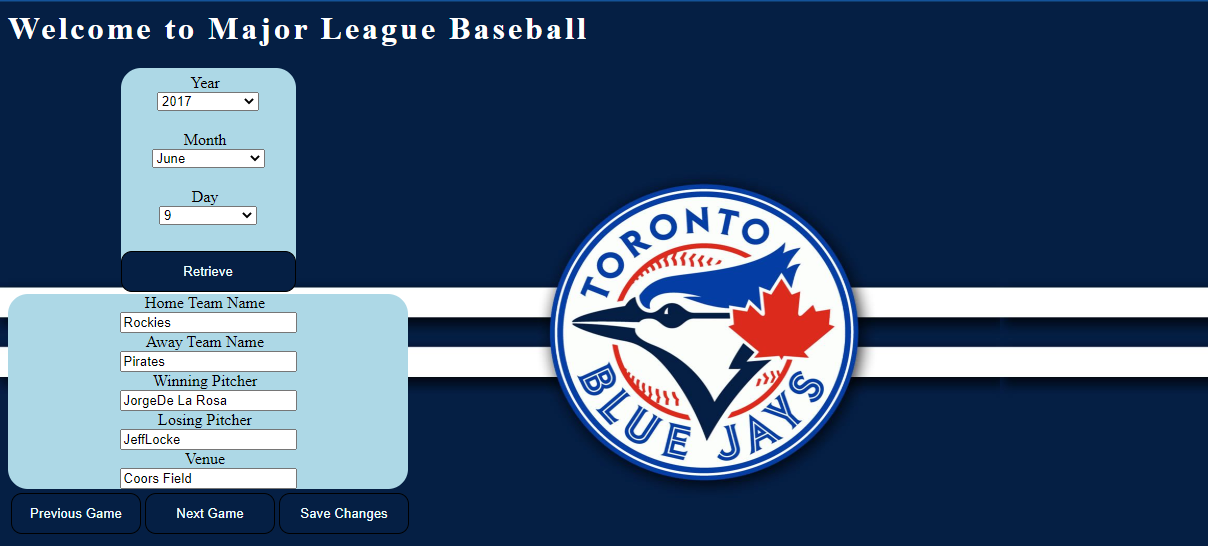 Welcome to Major League Baseball
Year
2017
Month
June
Day
9
Retrieve
Home Team Name
Rockies
Away Team Name
Pirates
Winning Pitcher
JorgeDe La Rosa
Losing Pitcher
JeffLocke
Venue
Coors Field
Previous Game Next Game Save Changes
TORONTO
BLUE JAYS